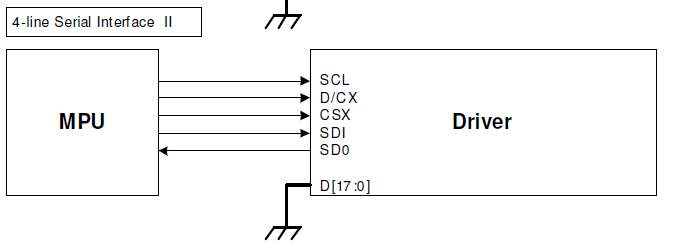 4-line Serial Interface II
MPU
SCL
D/CX
CSX
SDI
SD0
D[17:0]
Driver